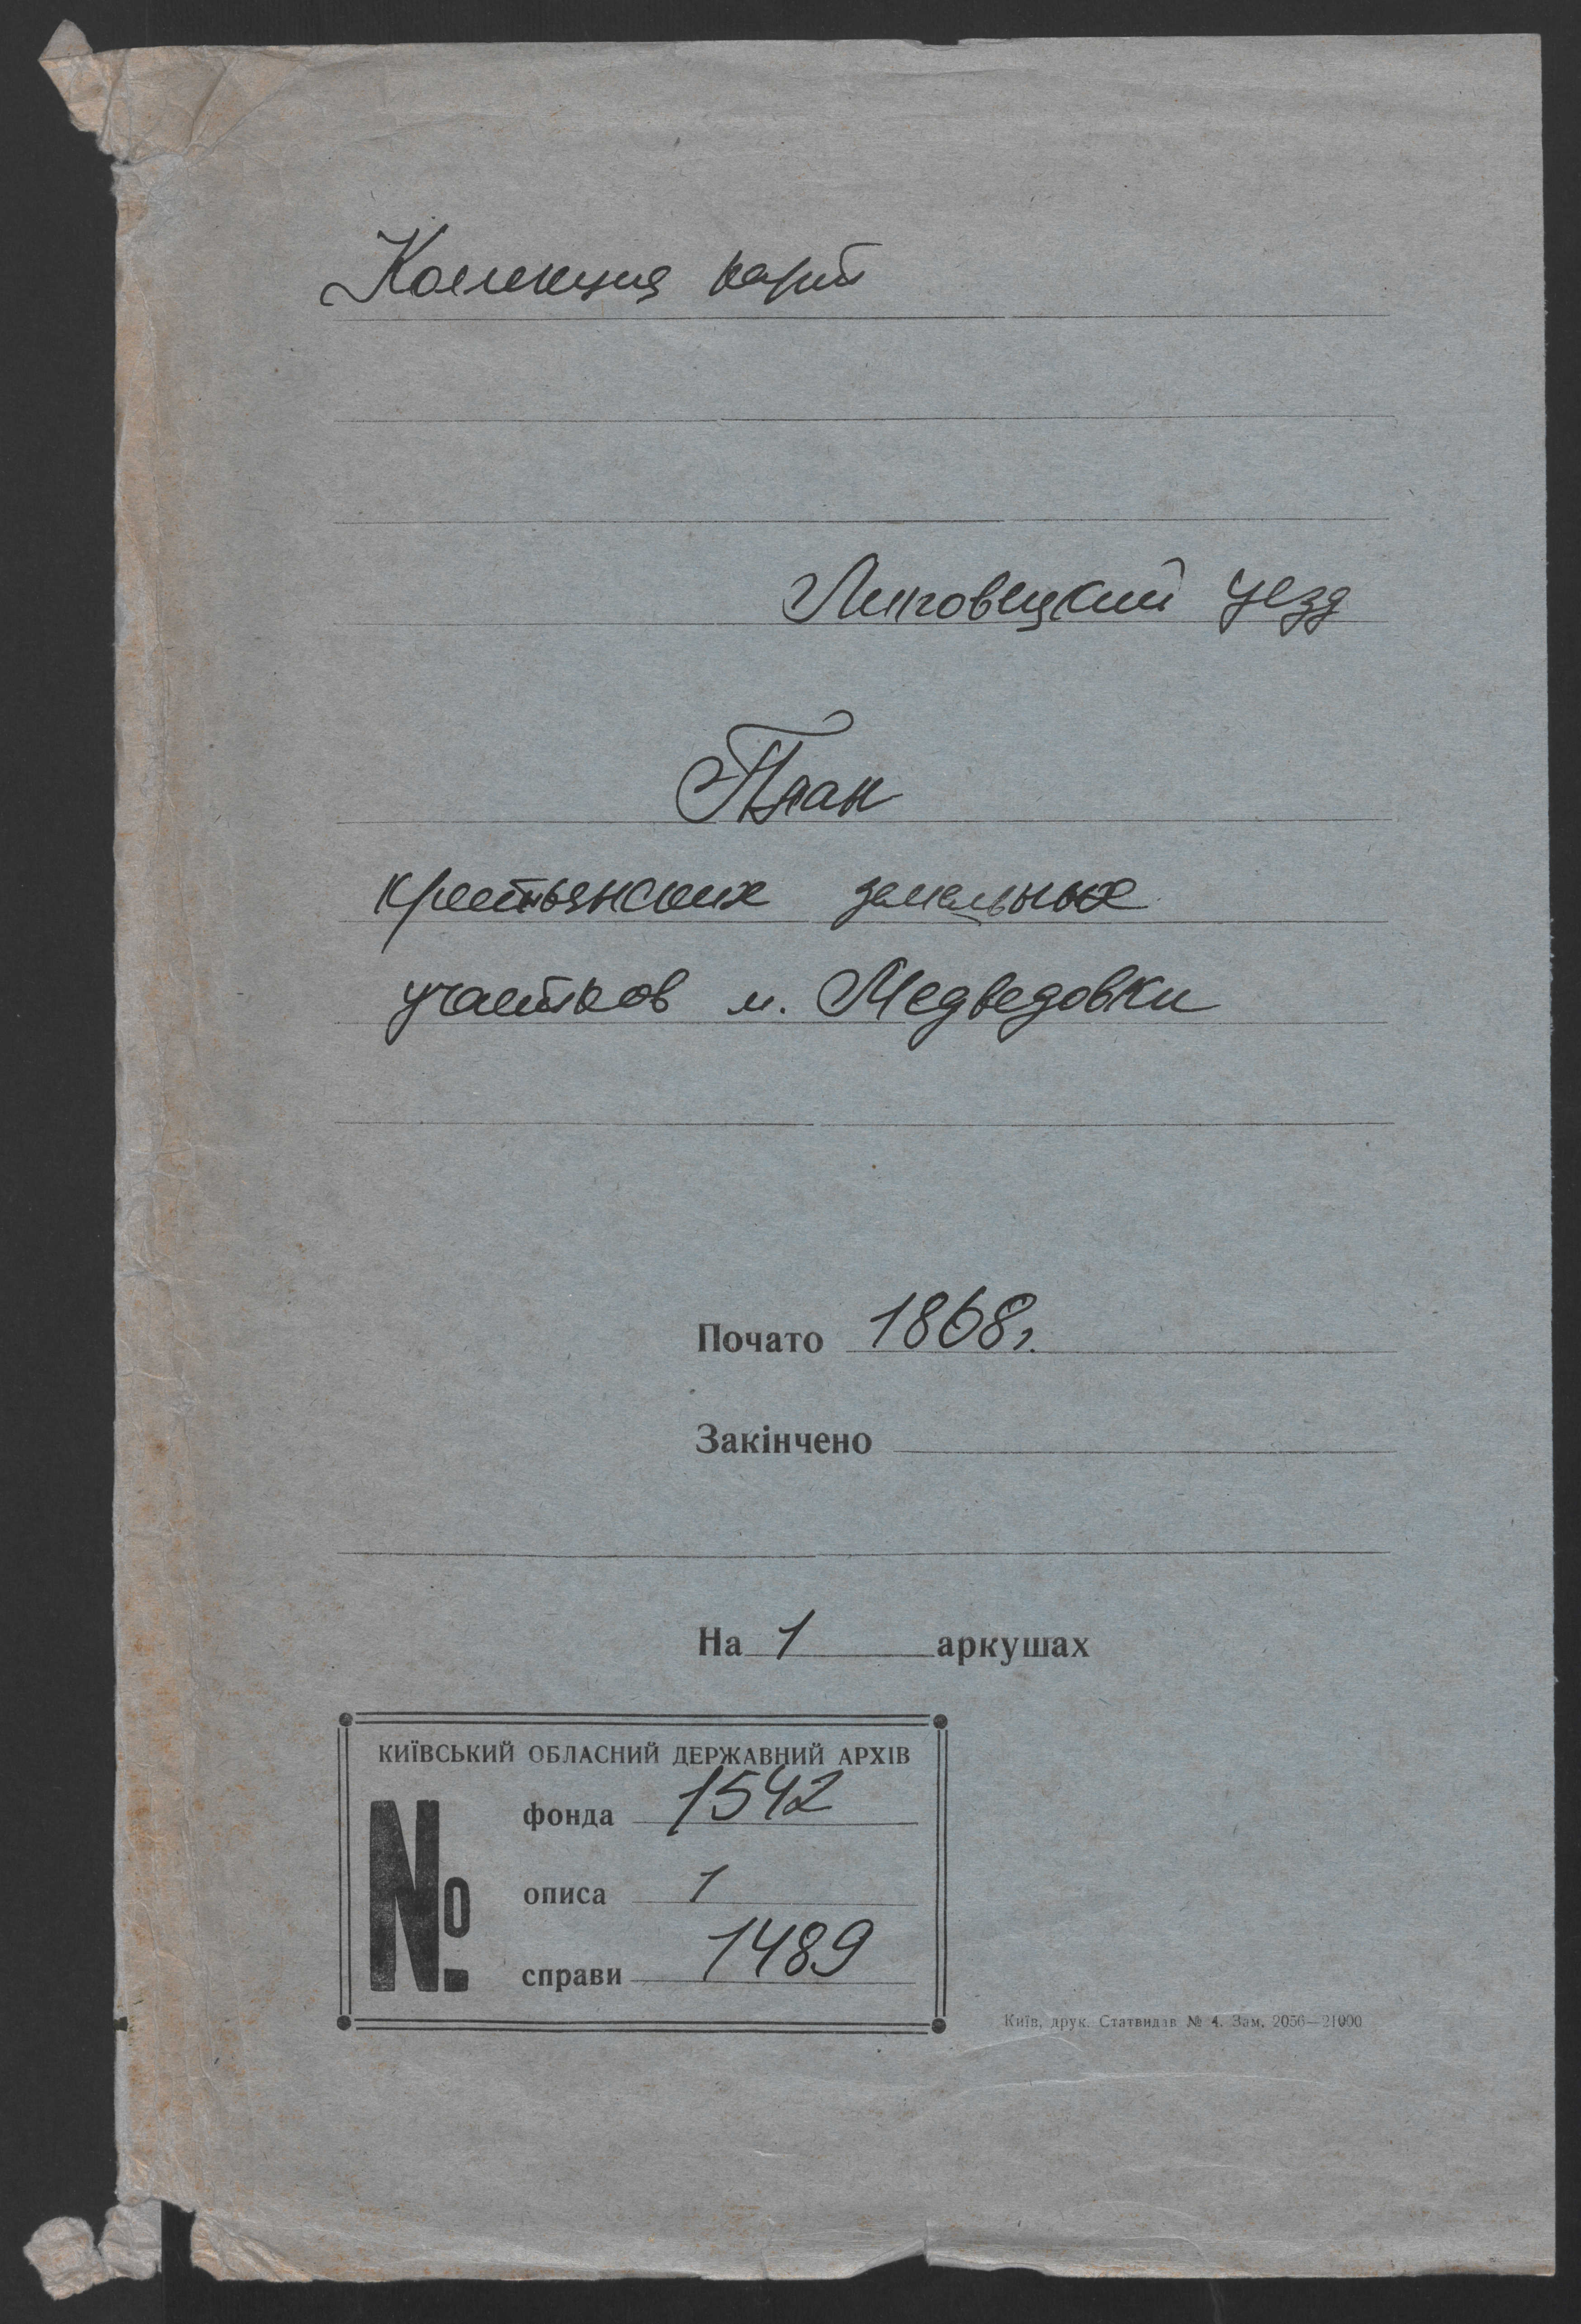 Коллекция карт
Липовецкий уезд
План
крестьянских земельных
участков м. Медведовки
Почато 1868г.
Закінчено
На 1 аркушах
КИЇВСЬКИЙ ОБЛАСНИЙ ДЕРЖАВНИЙ АРХІВ
№
фонда 1542
описа 1
справи 1489
Київ, друк. Статвидав № 4. Зам. 2056—21000